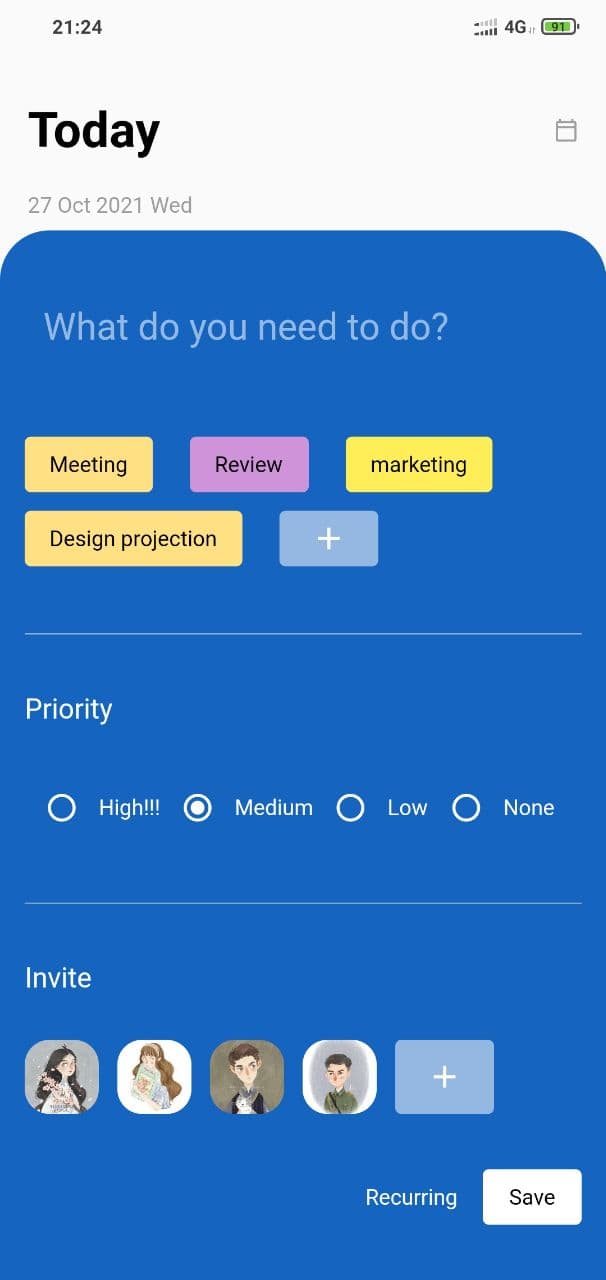 21:24 4G 91
Today
27 Oct 2021 Wed
What do you need to do?
Meeting Review marketing
Design projection +
Priority
High!!! Medium Low None
Invite
+
Recurring Save